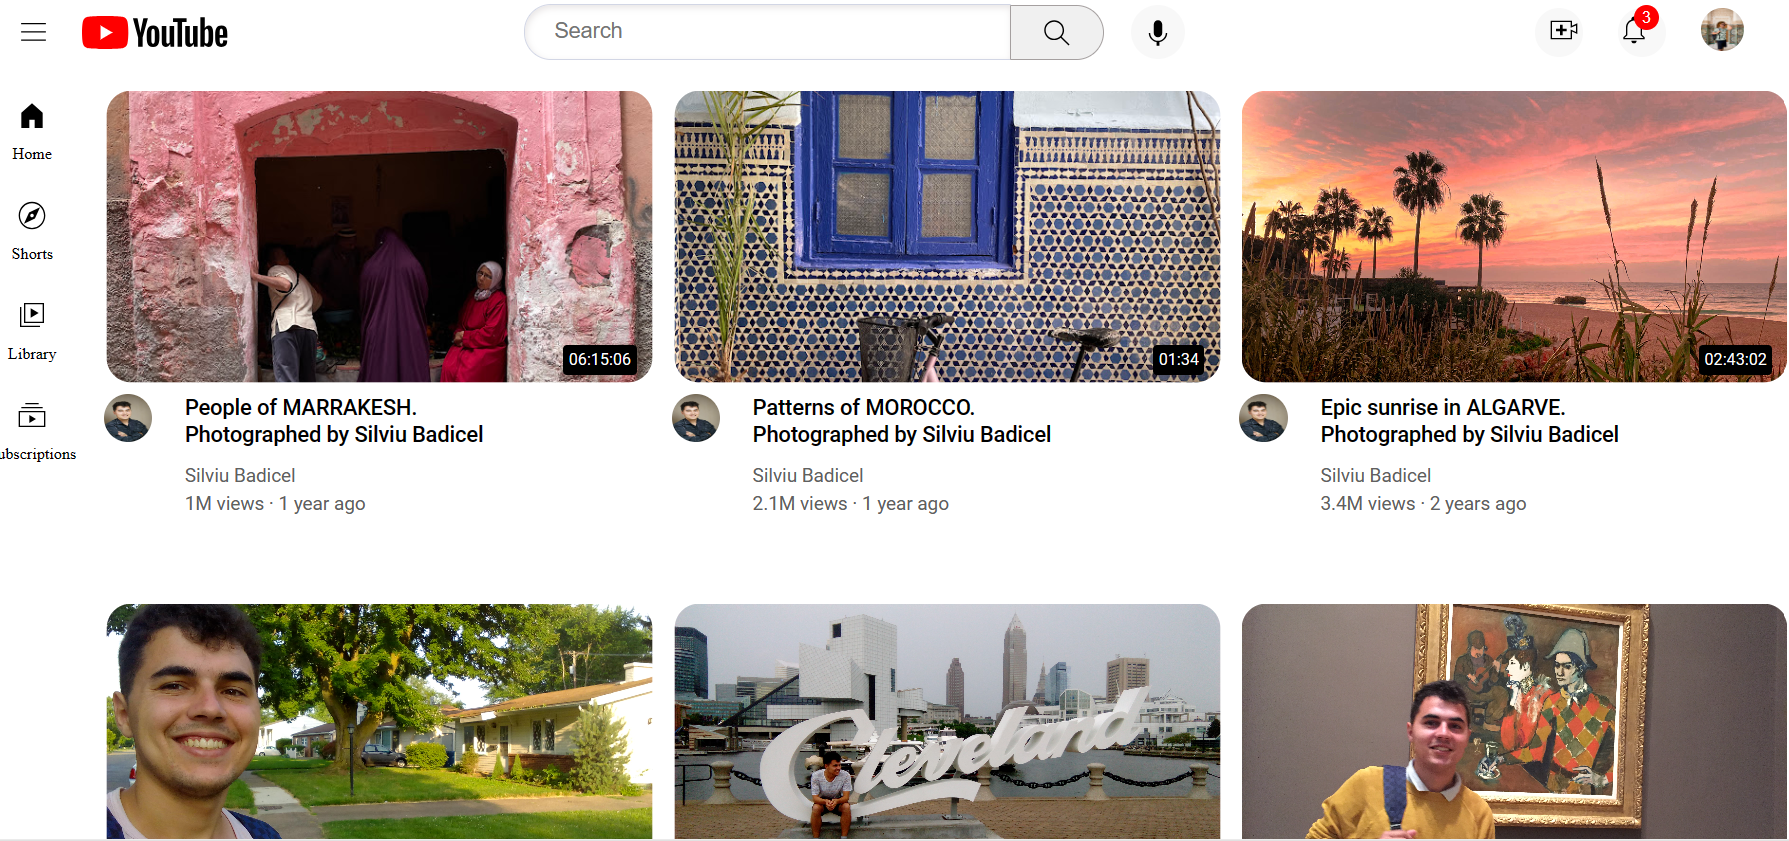 YouTube
Search
3
Home
Shorts
Library
ubscriptions
06:15:06
01:34
02:43:02
People of MARRAKESH.
Photographed by Silviu Badicel
Silviu Badicel
1M views · 1 year ago
Patterns of MOROCCO.
Photographed by Silviu Badicel
Silviu Badicel
2.1M views · 1 year ago
Epic sunrise in ALGARVE.
Photographed by Silviu Badicel
Silviu Badicel
3.4M views · 2 years ago
Cleveland